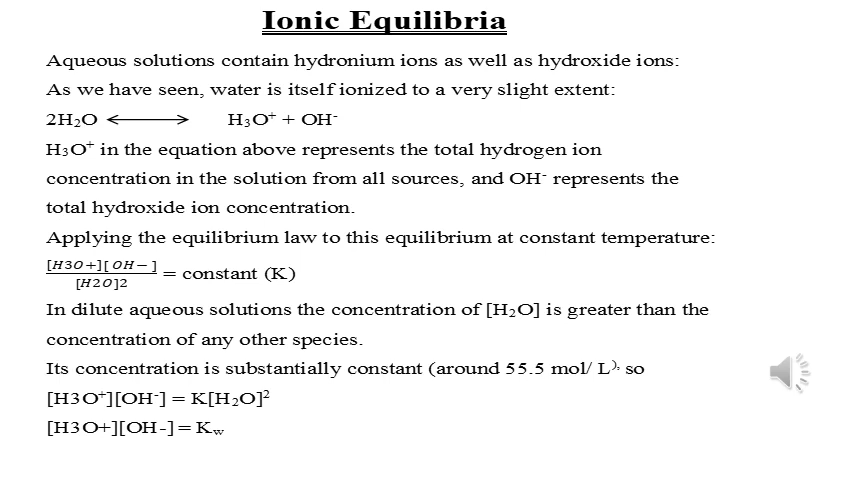 Ionic Equilibria
Aqueous solutions contain hydronium ions as well as hydroxide ions:
As we have seen, water is itself ionized to a very slight extent:
2H₂O ⟷ H₃O⁺ + OH⁻
H₃O⁺ in the equation above represents the total hydrogen ion
concentration in the solution from all sources, and OH⁻ represents the
total hydroxide ion concentration.
Applying the equilibrium law to this equilibrium at constant temperature:
[H3O+][OH−]
[H2O]2
= constant (K)
In dilute aqueous solutions the concentration of [H₂O] is greater than the
concentration of any other species.
Its concentration is substantially constant (around 55.5 mol/ L), so
[H3O⁺][OH⁻] = K[H₂O]²
[H3O+][OH-] = Kw